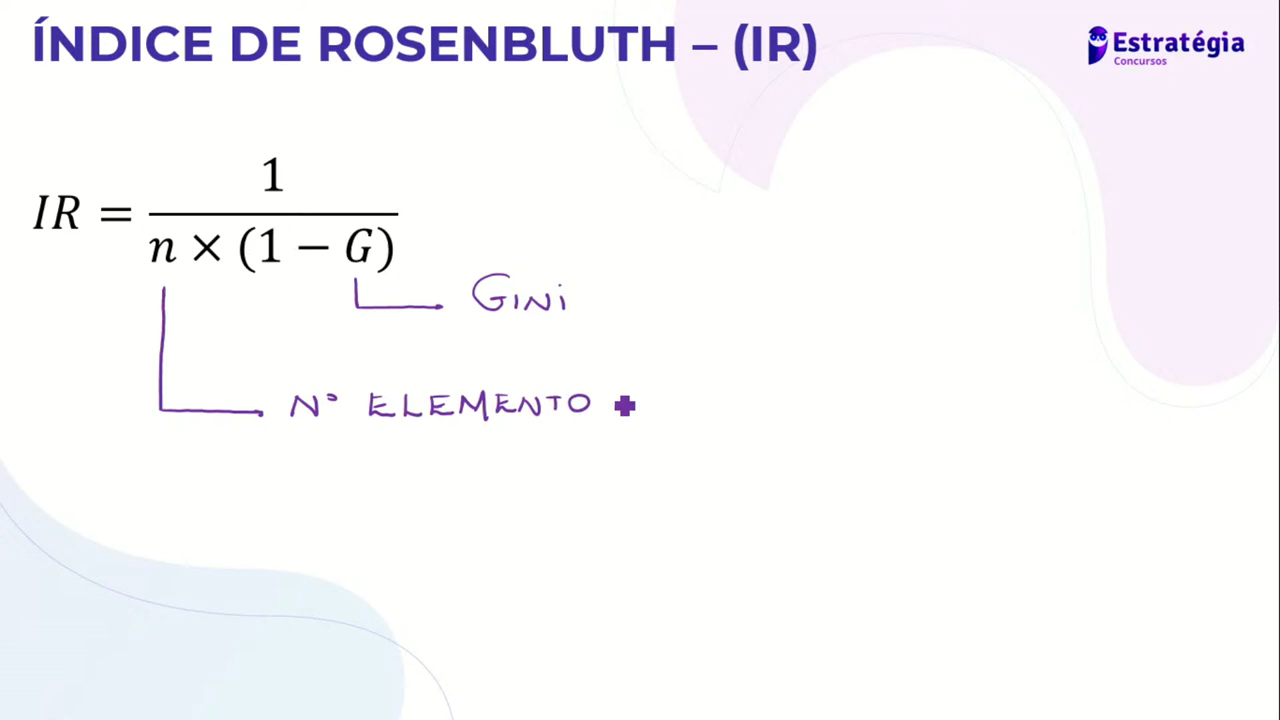 ÍNDICE DE ROSENBLUTH – (IR)
Estratégia
Concursos
IR = 1 / n × (1 − G)
GINI
Nº ELEMENTO